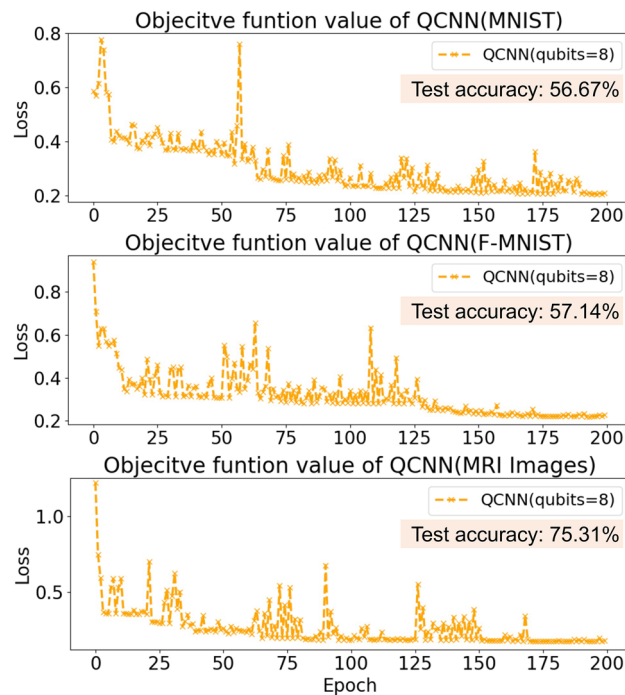 Objecitve funtion value of QCNN(MNIST)
0.8
0.6
0.4
0.2
Loss
QCNN(qubits=8)
Test accuracy: 56.67%
0 25 50 75 100 125 150 175 200
Objecitve funtion value of QCNN(F-MNIST)
0.8
0.6
0.4
0.2
Loss
QCNN(qubits=8)
Test accuracy: 57.14%
0 25 50 75 100 125 150 175 200
Objecitve funtion value of QCNN(MRI Images)
1.0
0.5
Loss
QCNN(qubits=8)
Test accuracy: 75.31%
0 25 50 75 100 125 150 175 200
Epoch